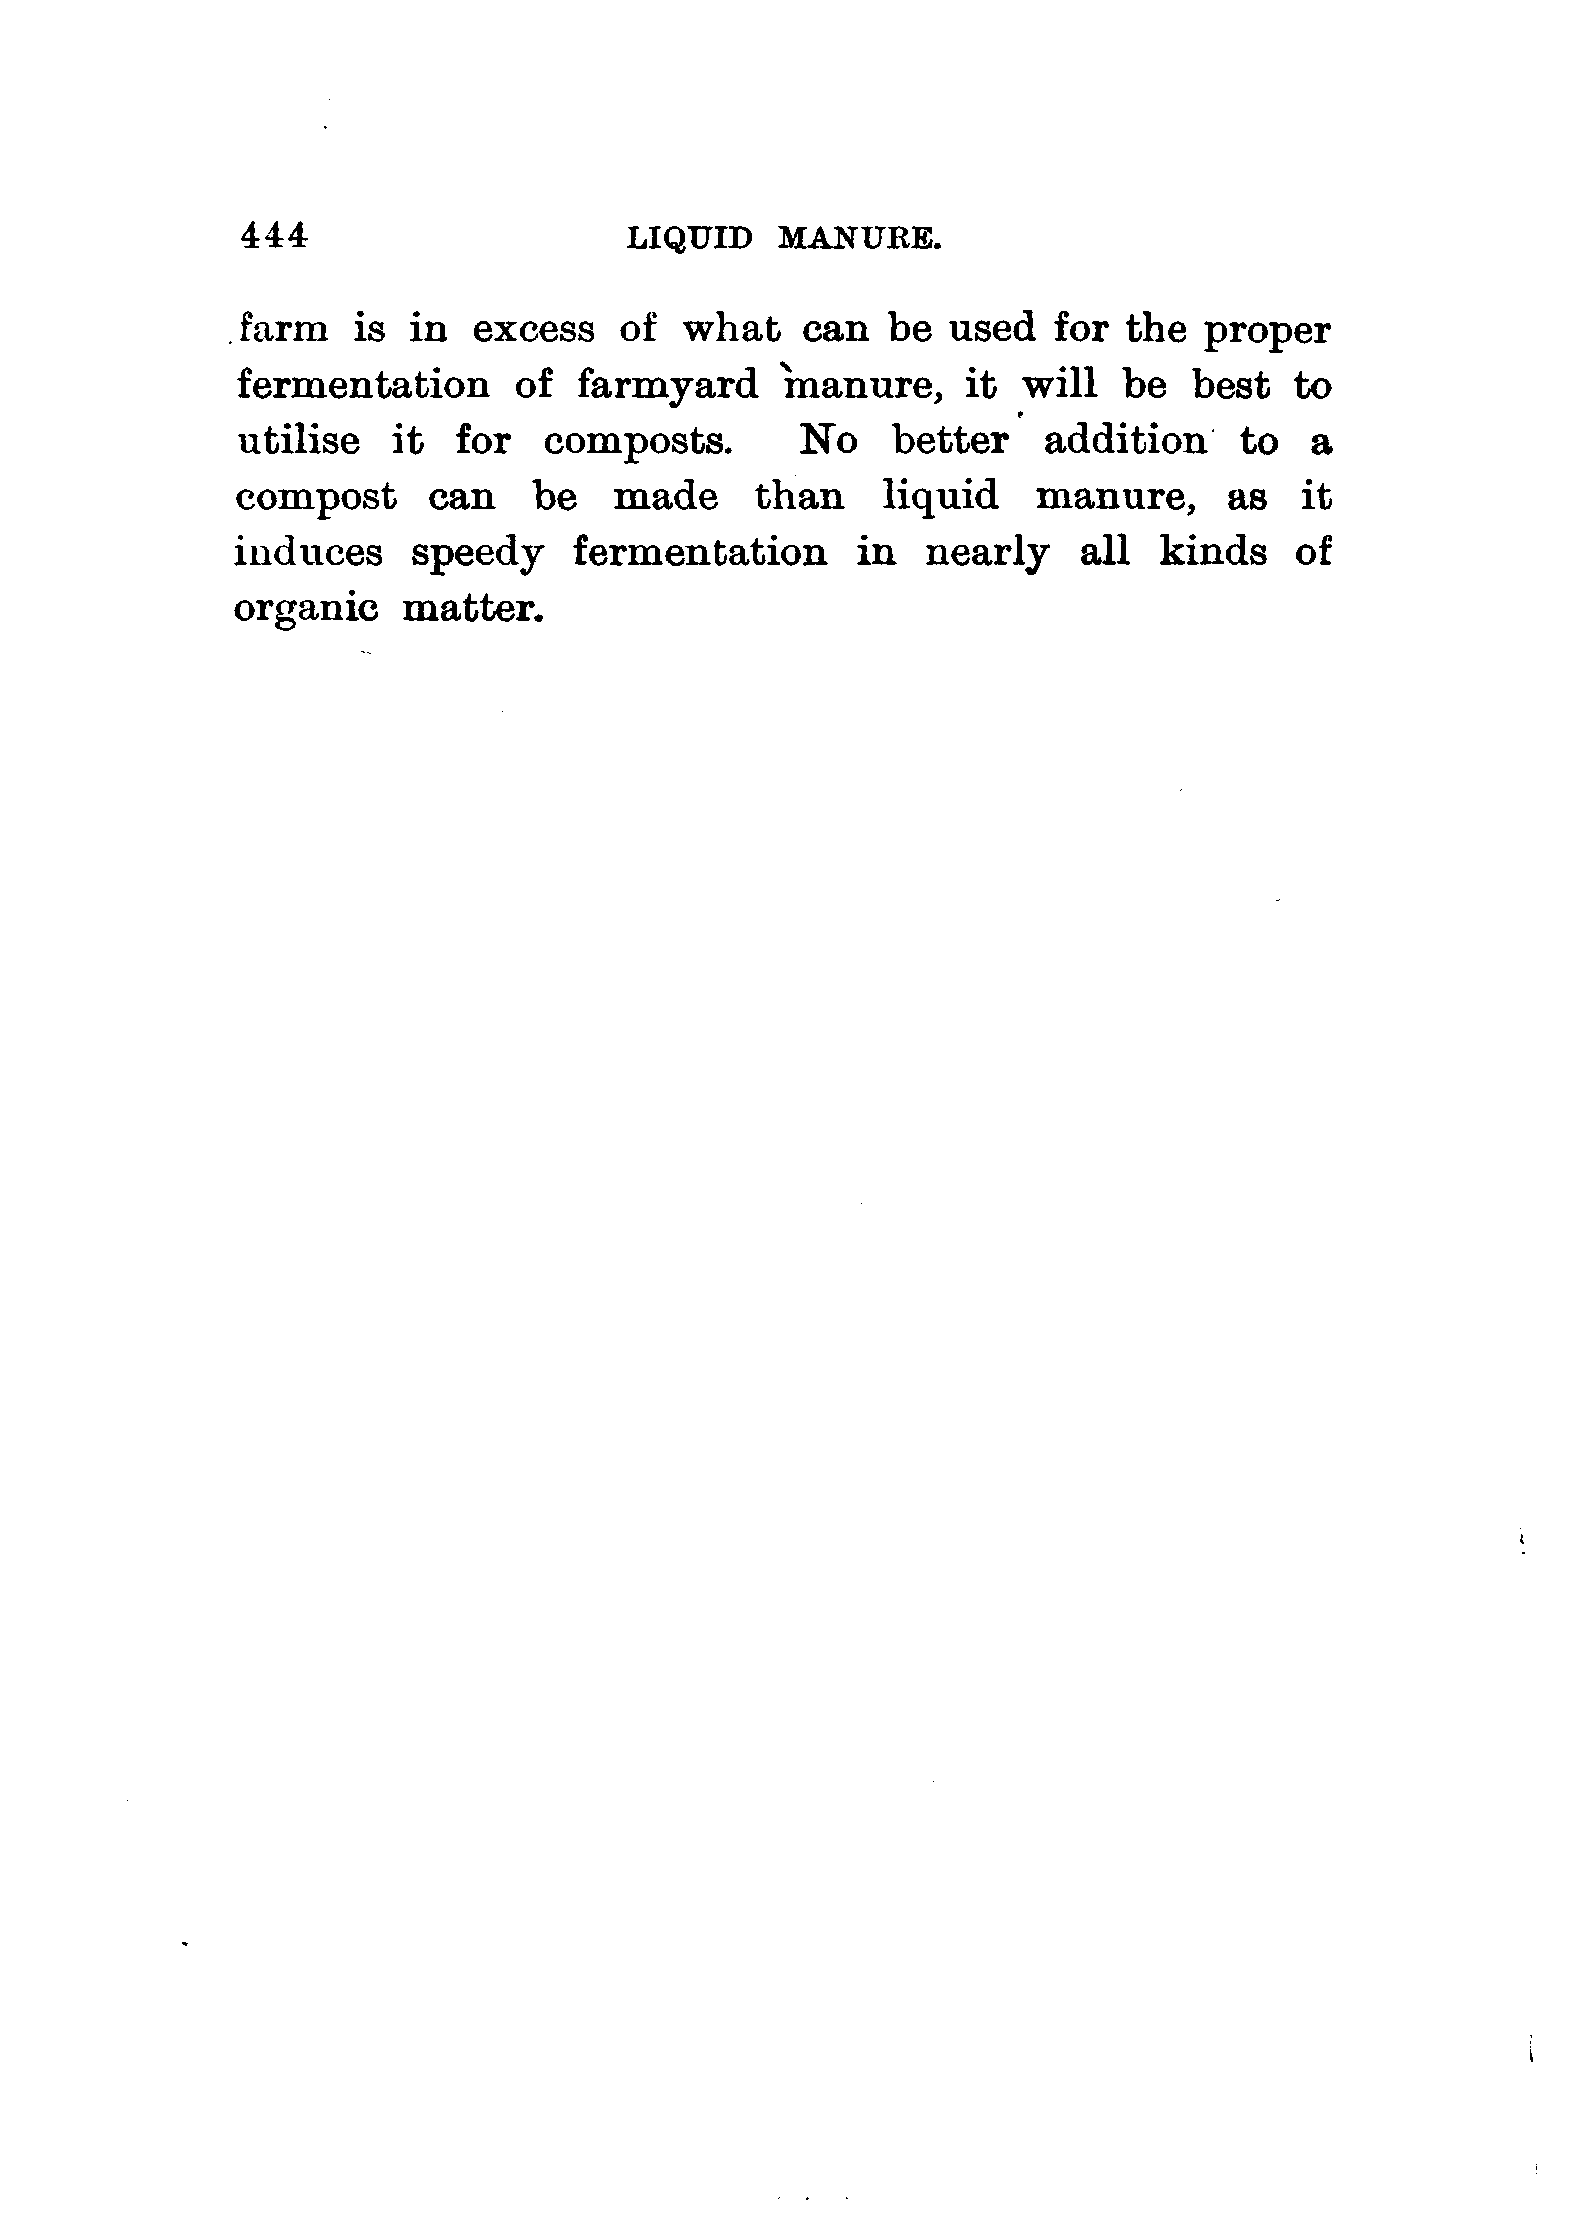 444 LIQUID MANURE.
farm is in excess of what can be used for the proper
fermentation of farmyard manure, it will be best to
utilise it for composts. No better addition to a
compost can be made than liquid manure, as it
induces speedy fermentation in nearly all kinds of
organic matter.